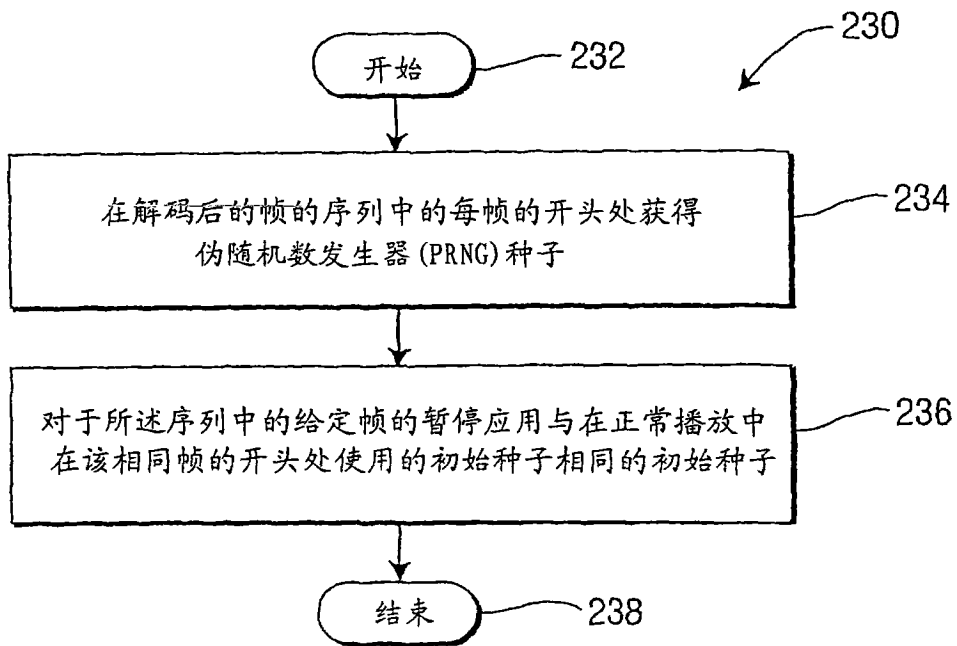 230
开始
232
在解码后的帧的序列中的每帧的开头处获得
伪随机数发生器(PRNG)种子
234
对于所述序列中的给定帧的暂停应用与在正常播放中
在该相同帧的开头处使用的初始种子相同的初始种子
236
结束
238